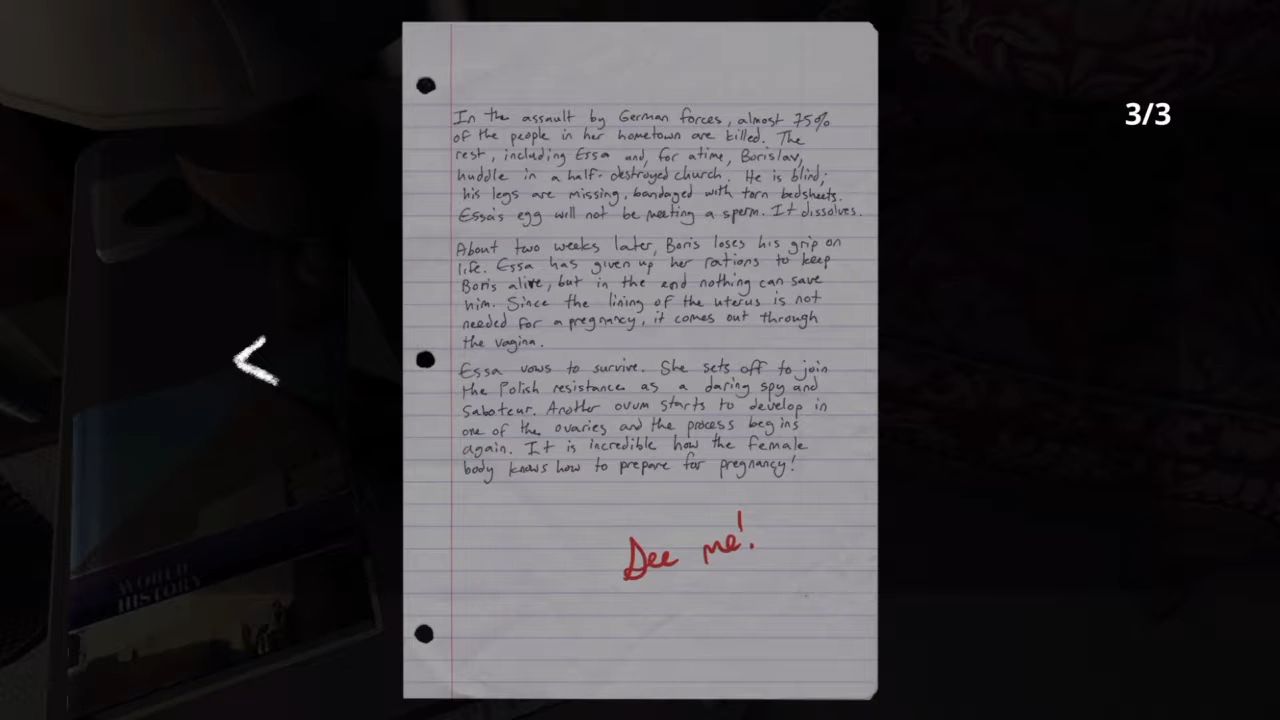 3/3
In the assault by German forces, almost 75%
of the people in her hometown are killed. The
rest, including Essa and, for atime, Borislav,
huddle in a half-destroyed church. He is blind;
his legs are missing, bandaged with torn bedsheets.
Essa's egg will not be meeting a sperm. It dissolves.
About two weeks later, Boris loses his grip on
life. Essa has given up her rations to keep
Boris alive, but in the end nothing can save
him. Since the lining of the uterus is not
needed for a pregnancy, it comes out through
the vagina.
Essa vows to survive. She sets off to join
the Polish resistance as a daring spy and
saboteur. Another ovum starts to develop in
one of the ovaries and the process begins
again. It is incredible how the female
body knows how to prepare for pregnancy!
See me!
<
WORLD
HISTORY